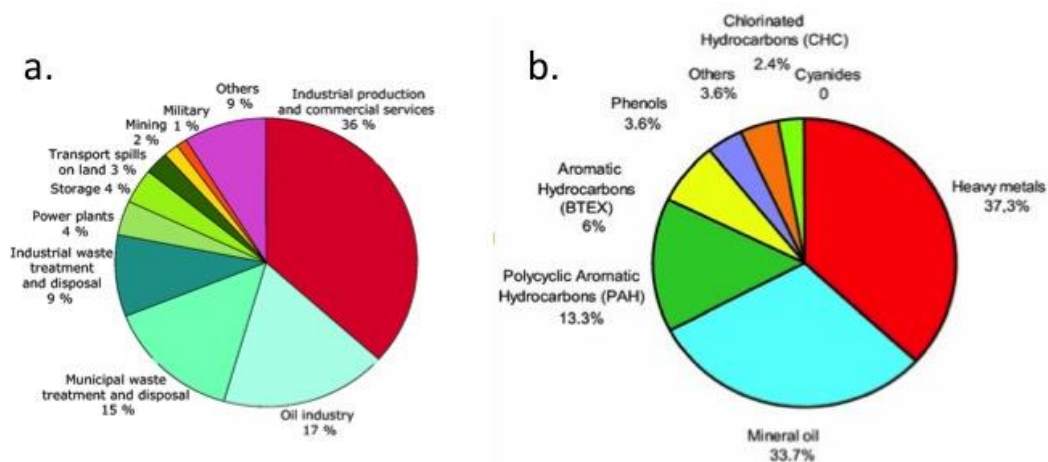 a.
Others
9 %
Industrial production
and commercial services
36 %
Military
1 %
Mining
2 %
Transport spills
on land 3 %
Storage 4 %
Power plants
4 %
Industrial waste
treatment
and disposal
9 %
Municipal waste
treatment and disposal
15 %
Oil industry
17 %
b.
Chlorinated
Hydrocarbons (CHC)
2.4%
Cyanides
0
Others
3.6%
Phenols
3.6%
Aromatic
Hydrocarbons
(BTEX)
6%
Polycyclic Aromatic
Hydrocarbons (PAH)
13.3%
Heavy metals
37,3%
Mineral oil
33.7%